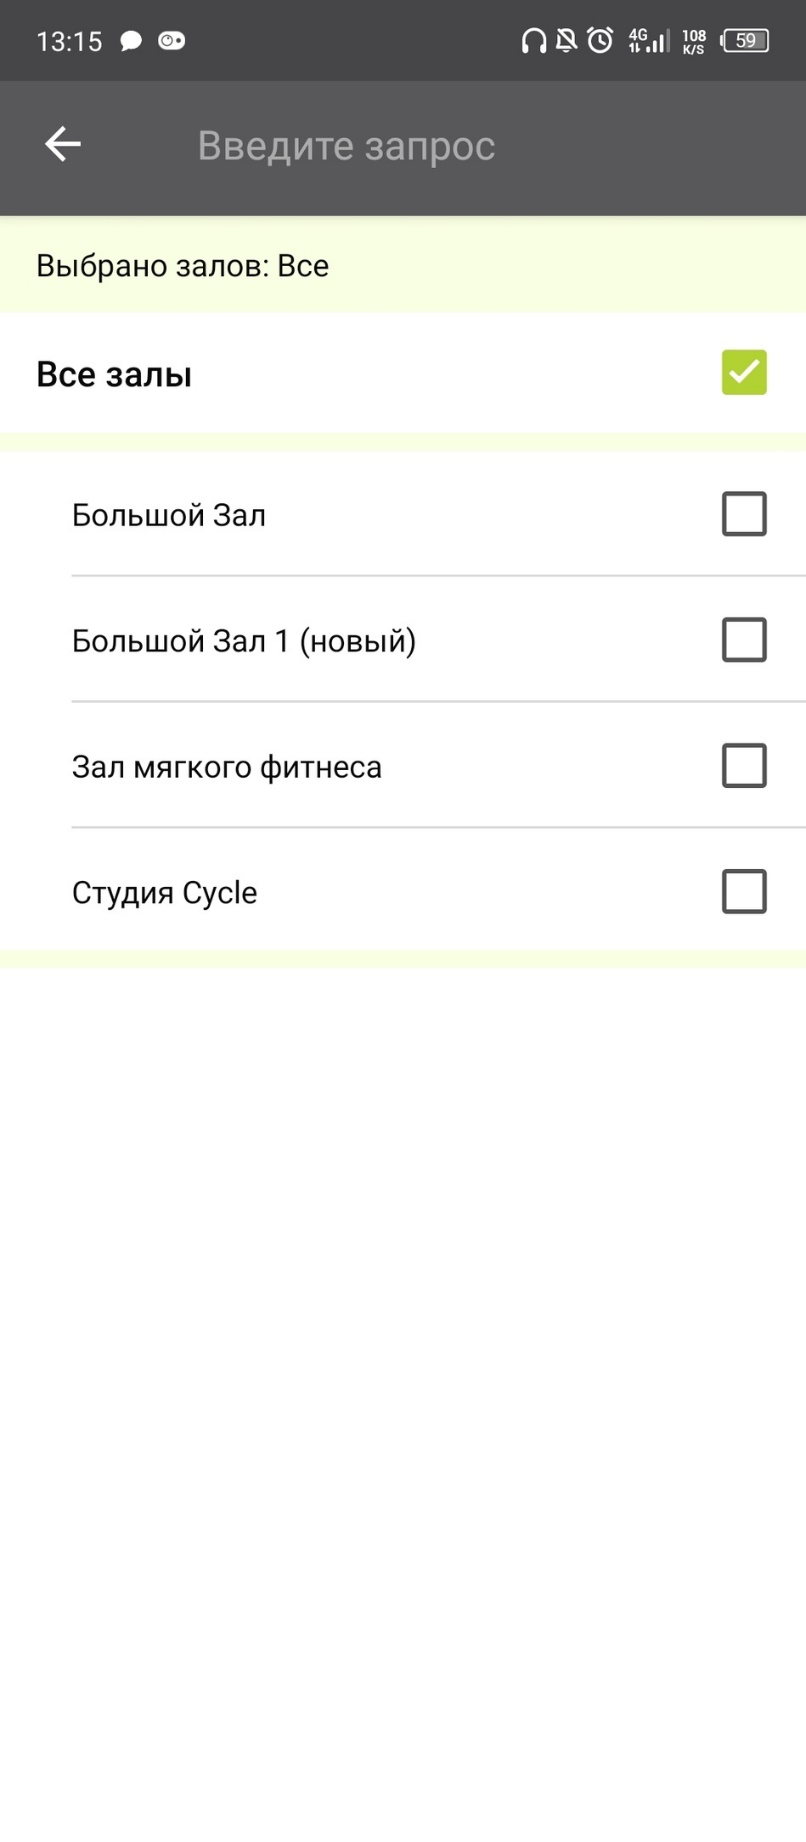 13:15 4G 108 K/S 59
Введите запрос
Выбрано залов: Все
Все залы
Большой Зал
Большой Зал 1 (новый)
Зал мягкого фитнеса
Студия Cycle